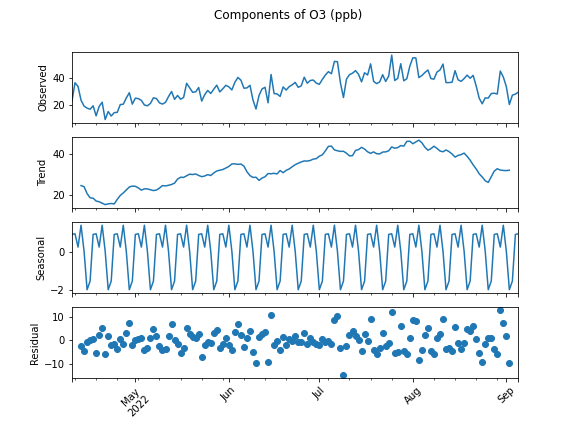 Components of O3 (ppb)
Observed
40
20
Trend
40
20
Seasonal
0
−2
Residual
10
0
−10
May
2022
Jun
Jul
Aug
Sep